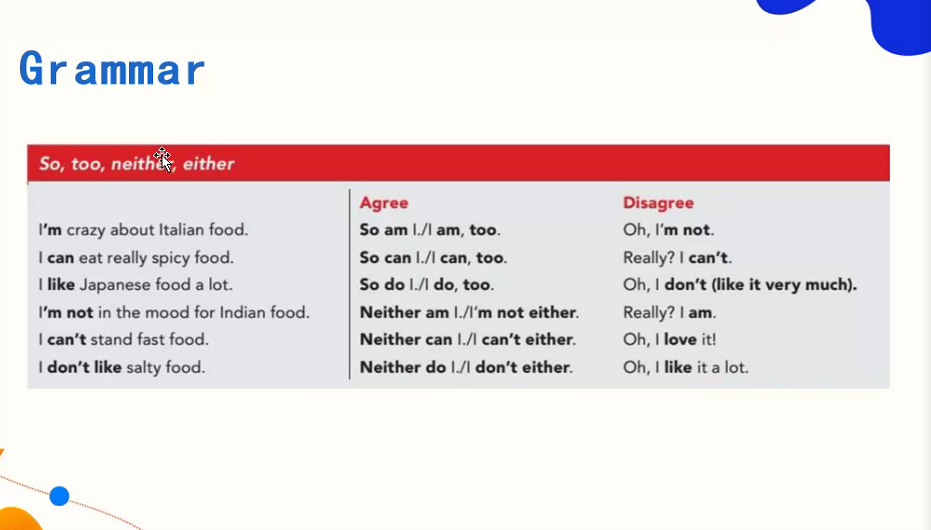 Grammar
So, too, neither, either
Agree Disagree
I'm crazy about Italian food. So am I./I am, too. Oh, I'm not.
I can eat really spicy food. So can I./I can, too. Really? I can't.
I like Japanese food a lot. So do I./I do, too. Oh, I don't (like it very much).
I'm not in the mood for Indian food. Neither am I./I'm not either. Really? I am.
I can't stand fast food. Neither can I./I can't either. Oh, I love it!
I don't like salty food. Neither do I./I don't either. Oh, I like it a lot.